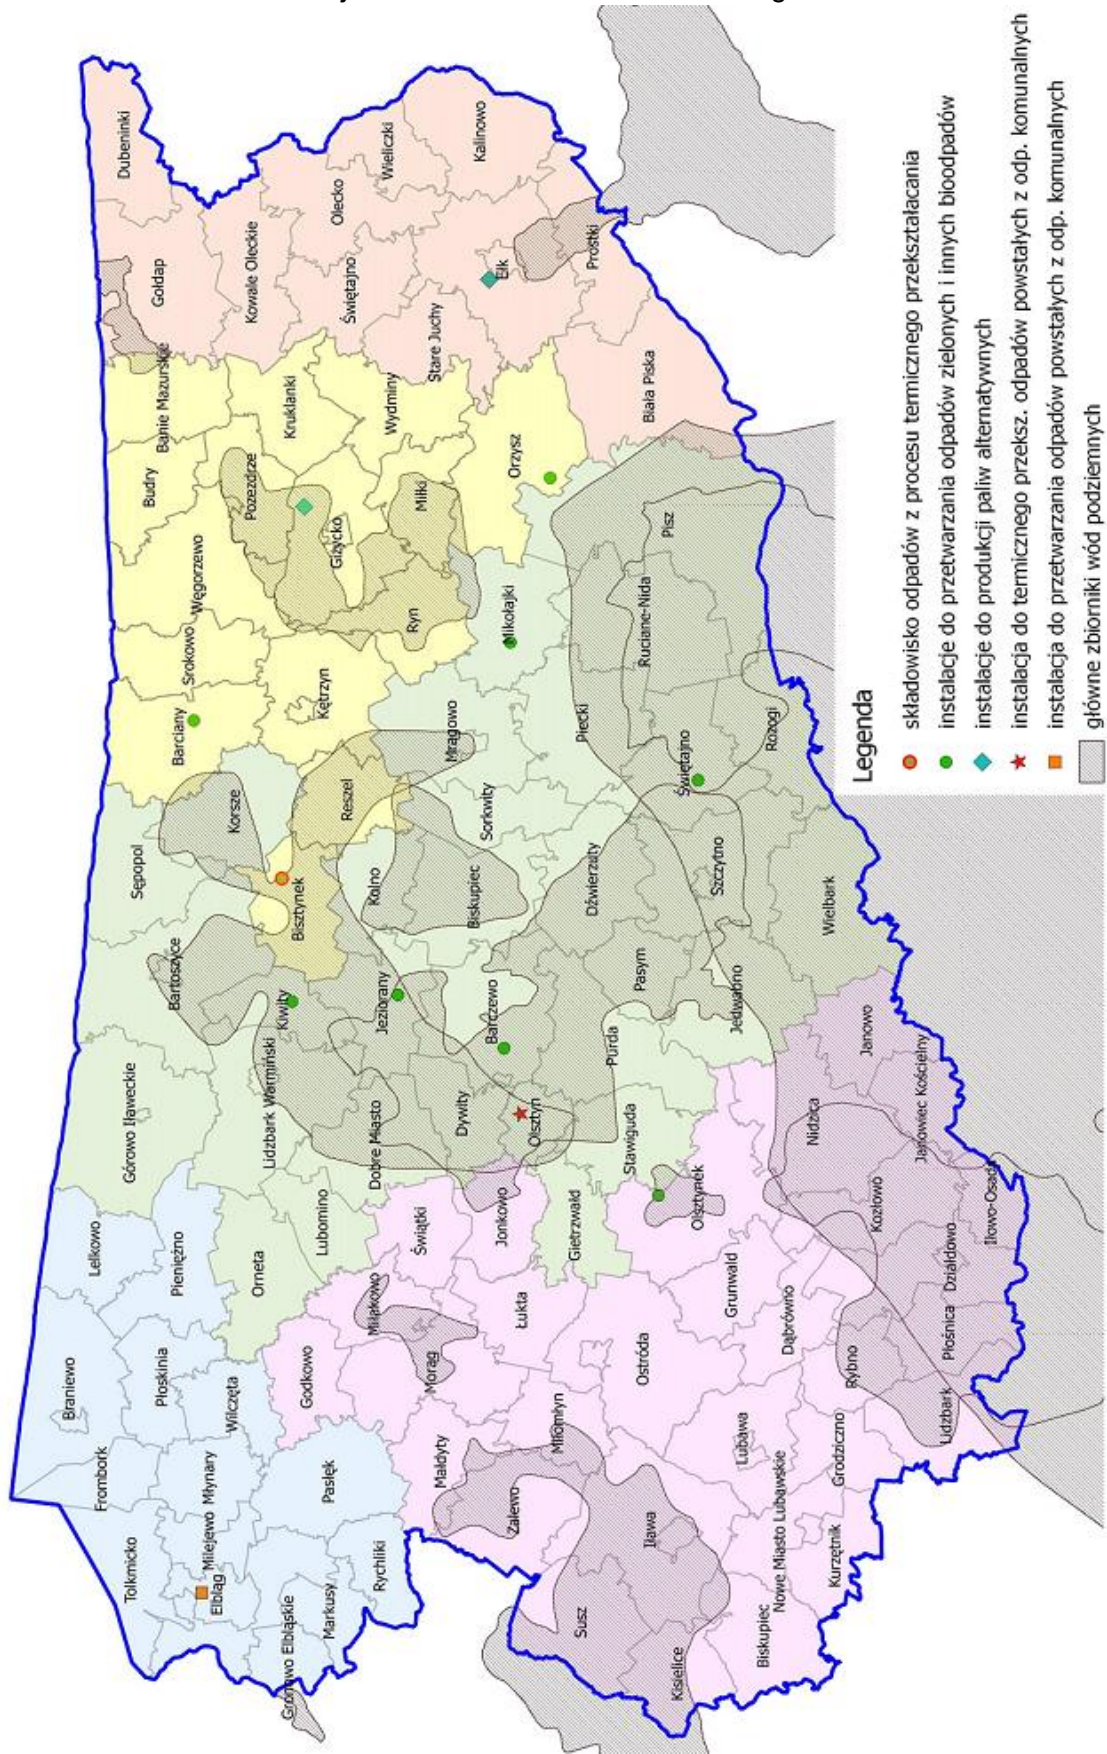 Dubeninki
Gołdap
Kowale Oleckie
Olecko
Wieliczki
Świętajno
Kalinowo
Stare Juchy
Ełk
Prostki
Biała Piska
Banie Mazurskie
Budry
Kruklanki
Pozezdrze
Wydminy
Węgorzewo
Giżycko
Miłki
Orzysz
Srokowo
Ryn
Pisz
Barciany
Kętrzyn
Mikołajki
Ruciane-Nida
Korsze
Reszel
Mrągowo
Piecki
Sępopol
Sorkwity
Świętajno
Rozogi
Bisztynek
Kolno
Biskupiec
Dźwierzuty
Szczytno
Wielbark
Bartoszyce
Kiwity
Jeziorany
Barczewo
Pasym
Jedwabno
Górowo Iławeckie
Lidzbark Warmiński
Dobre Miasto
Dywity
Olsztyn
Purda
Stawiguda
Janowo
Janowiec Kościelny
Nidzica
Lelkowo
Pieniężno
Orneta
Lubomino
Świątki
Jonkowo
Gietrzwałd
Olsztynek
Kozłowo
Iłowo-Osada
Działdowo
Płośnica
Braniewo
Płoskinia
Wilczęta
Godkowo
Miłakowo
Morąg
Łukta
Grunwald
Dąbrówno
Ostróda
Rybno
Lidzbark
Frombork
Młynary
Milejewo
Pasłęk
Małdyty
Miłomłyn
Lubawa
Grodziczno
Tolkmicko
Elbląg
Gronowo Elbląskie
Markusy
Rychliki
Zalewo
Iława
Nowe Miasto Lubawskie
Kurzętnik
Susz
Kisielice
Biskupiec
Legenda
składowisko odpadów z procesu termicznego przekształacania
instalacje do przetwarzania odpadów zielonych i innych bioodpadów
instalacje do produkcji paliw alternatywnych
instalacja do termicznego przeksz. odpadów powstałych z odp. komunalnych
instalacja do przetwarzania odpadów powstałych z odp. komunalnych
główne zbiorniki wód podziemnych